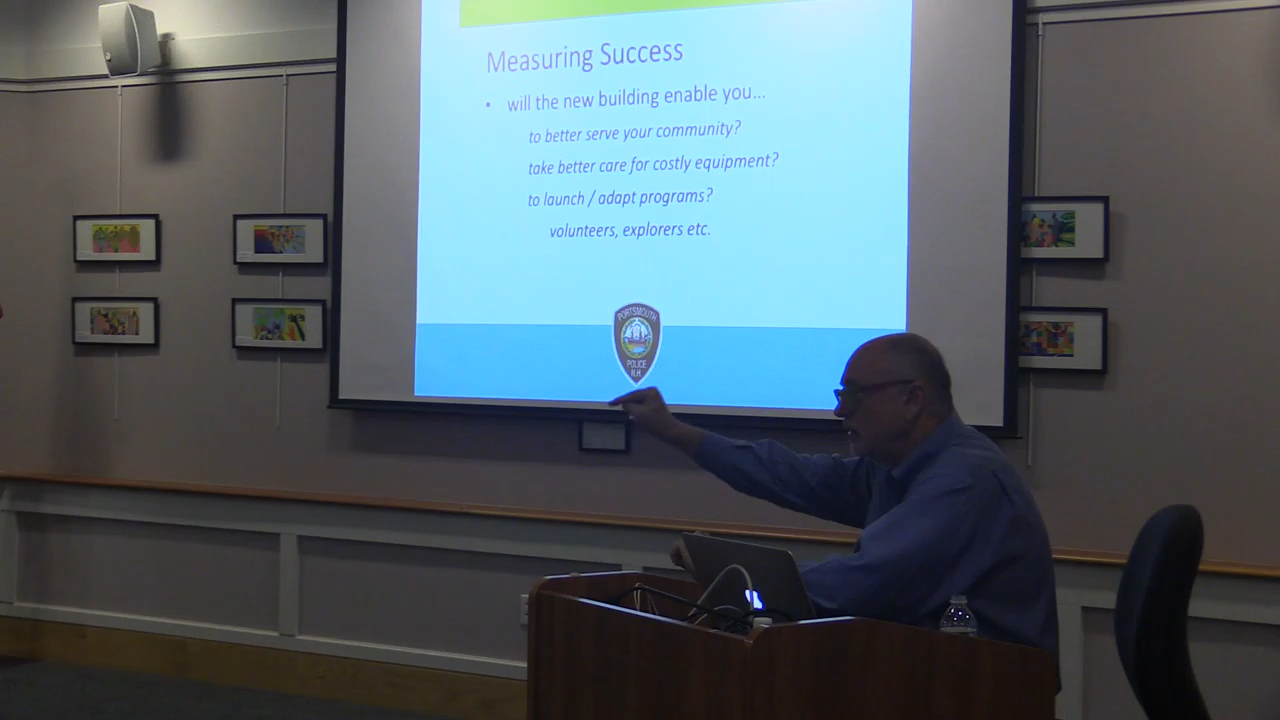 Measuring Success
• will the new building enable you...
to better serve your community?
take better care for costly equipment?
to launch / adapt programs?
volunteers, explorers etc.
PORTSMOUTH
POLICE
N.H.